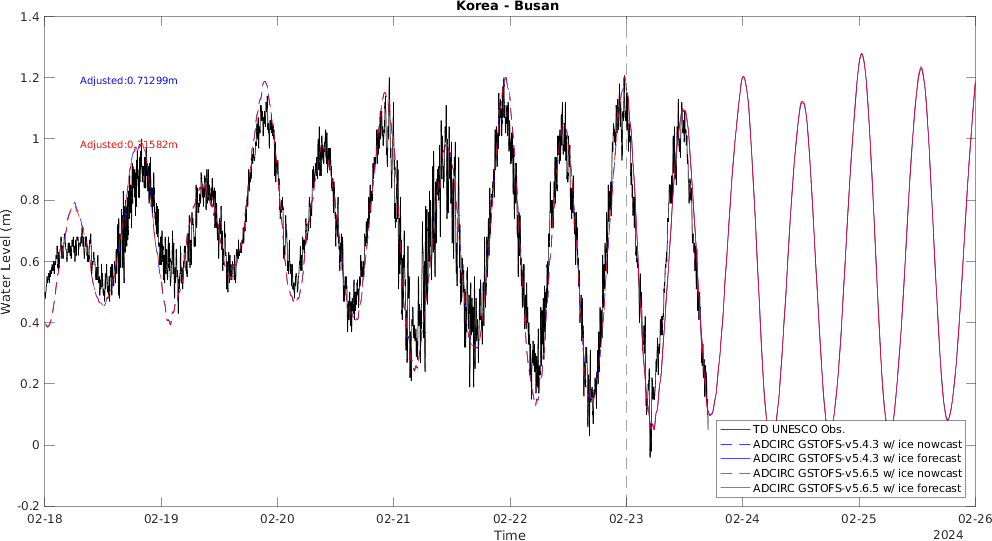 Korea - Busan
1.4
1.2
1
0.8
0.6
0.4
0.2
0
-0.2
Water Level (m)
Adjusted:0.71299m
Adjusted:0.71582m
TD UNESCO Obs.
ADCIRC GSTOFS-v5.4.3 w/ ice nowcast
ADCIRC GSTOFS-v5.4.3 w/ ice forecast
ADCIRC GSTOFS-v5.6.5 w/ ice nowcast
ADCIRC GSTOFS-v5.6.5 w/ ice forecast
02-18 02-19 02-20 02-21 02-22 02-23 02-24 02-25 02-26
Time
2024